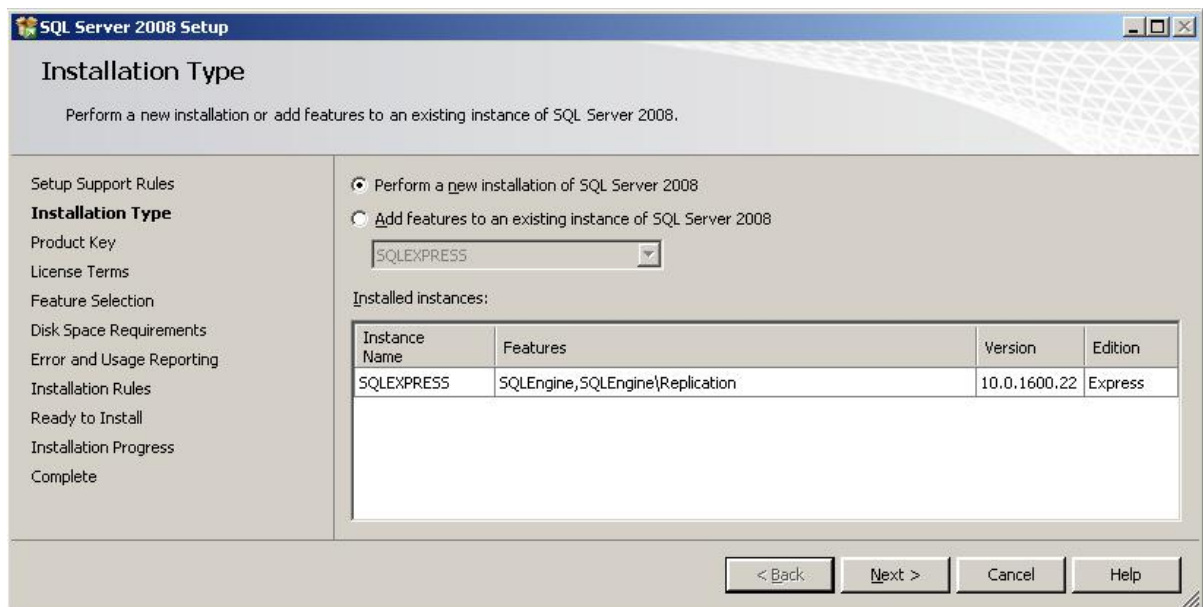 SQL Server 2008 Setup
Installation Type
Perform a new installation or add features to an existing instance of SQL Server 2008.
Setup Support Rules
Installation Type
Product Key
License Terms
Feature Selection
Disk Space Requirements
Error and Usage Reporting
Installation Rules
Ready to Install
Installation Progress
Complete
Perform a new installation of SQL Server 2008
Add features to an existing instance of SQL Server 2008
SQLEXPRESS
Installed instances:
Instance Name Features Version Edition
SQLEXPRESS SQLEngine,SQLEngine\Replication 10.0.1600.22 Express
< Back Next > Cancel Help